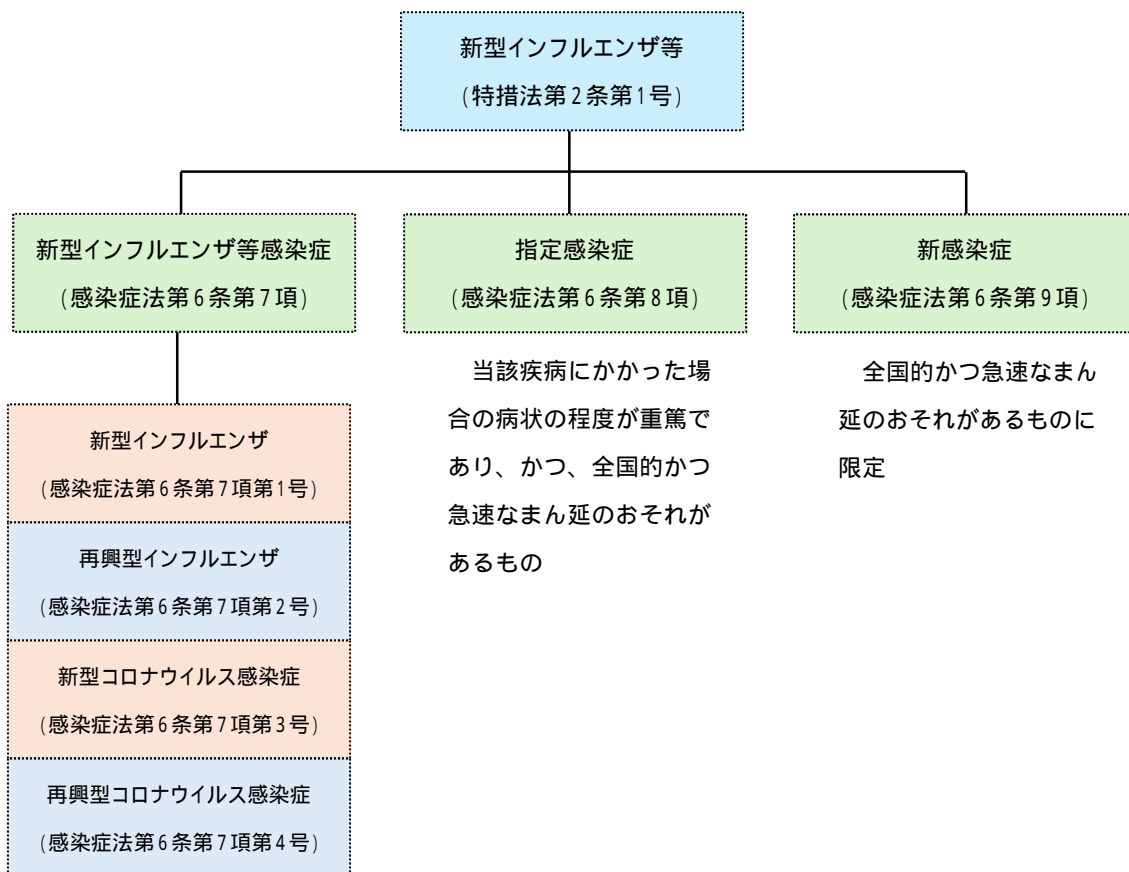 新型インフルエンザ等
(特措法第2条第1号)
新型インフルエンザ等感染症
(感染症法第6条第7項)
指定感染症
(感染症法第6条第8項)
新感染症
(感染症法第6条第9項)
当該疾病にかかった場
合の病状の程度が重篤で
あり、かつ、全国的かつ
急速なまん延のおそれが
あるもの
全国的かつ急速なまん
延のおそれがあるものに
限定
新型インフルエンザ
(感染症法第6条第7項第1号)
再興型インフルエンザ
(感染症法第6条第7項第2号)
新型コロナウイルス感染症
(感染症法第6条第7項第3号)
再興型コロナウイルス感染症
(感染症法第6条第7項第4号)